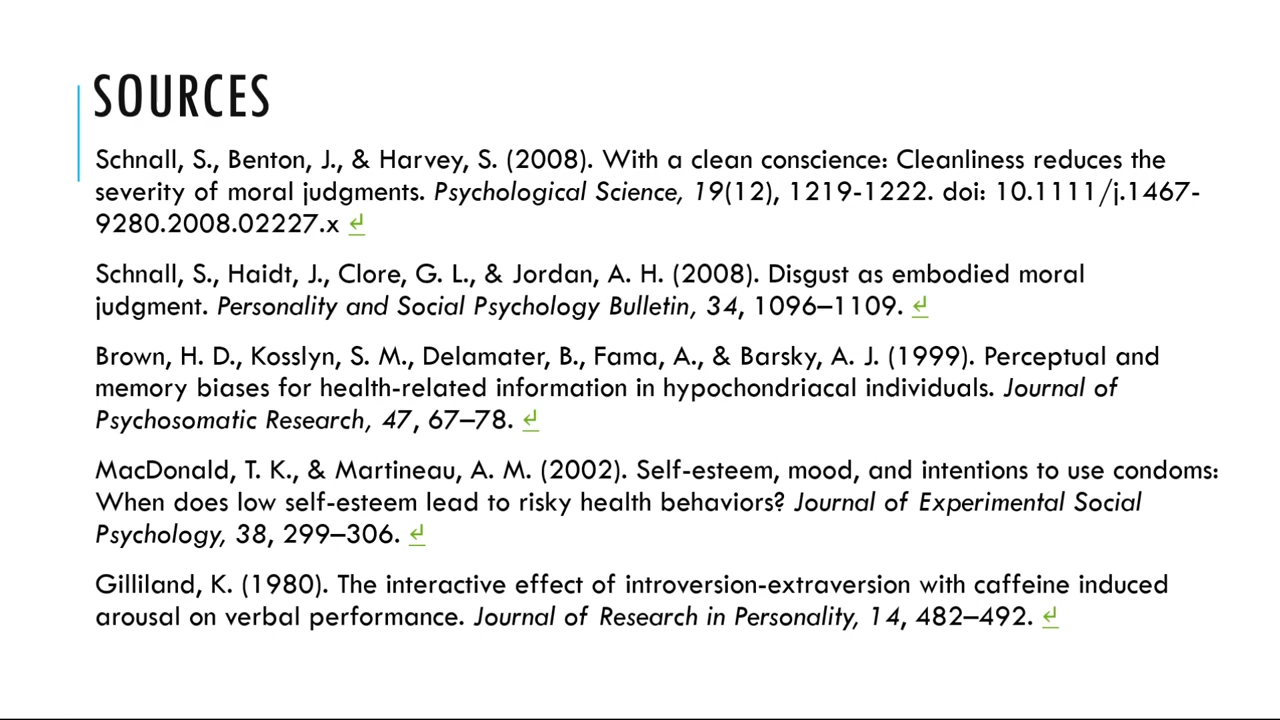 SOURCES
Schnall, S., Benton, J., & Harvey, S. (2008). With a clean conscience: Cleanliness reduces the
severity of moral judgments. Psychological Science, 19(12), 1219-1222. doi: 10.1111/j.1467-
9280.2008.02227.x ↵
Schnall, S., Haidt, J., Clore, G. L., & Jordan, A. H. (2008). Disgust as embodied moral
judgment. Personality and Social Psychology Bulletin, 34, 1096–1109. ↵
Brown, H. D., Kosslyn, S. M., Delamater, B., Fama, A., & Barsky, A. J. (1999). Perceptual and
memory biases for health-related information in hypochondriacal individuals. Journal of
Psychosomatic Research, 47, 67–78. ↵
MacDonald, T. K., & Martineau, A. M. (2002). Self-esteem, mood, and intentions to use condoms:
When does low self-esteem lead to risky health behaviors? Journal of Experimental Social
Psychology, 38, 299–306. ↵
Gilliland, K. (1980). The interactive effect of introversion-extraversion with caffeine induced
arousal on verbal performance. Journal of Research in Personality, 14, 482–492. ↵